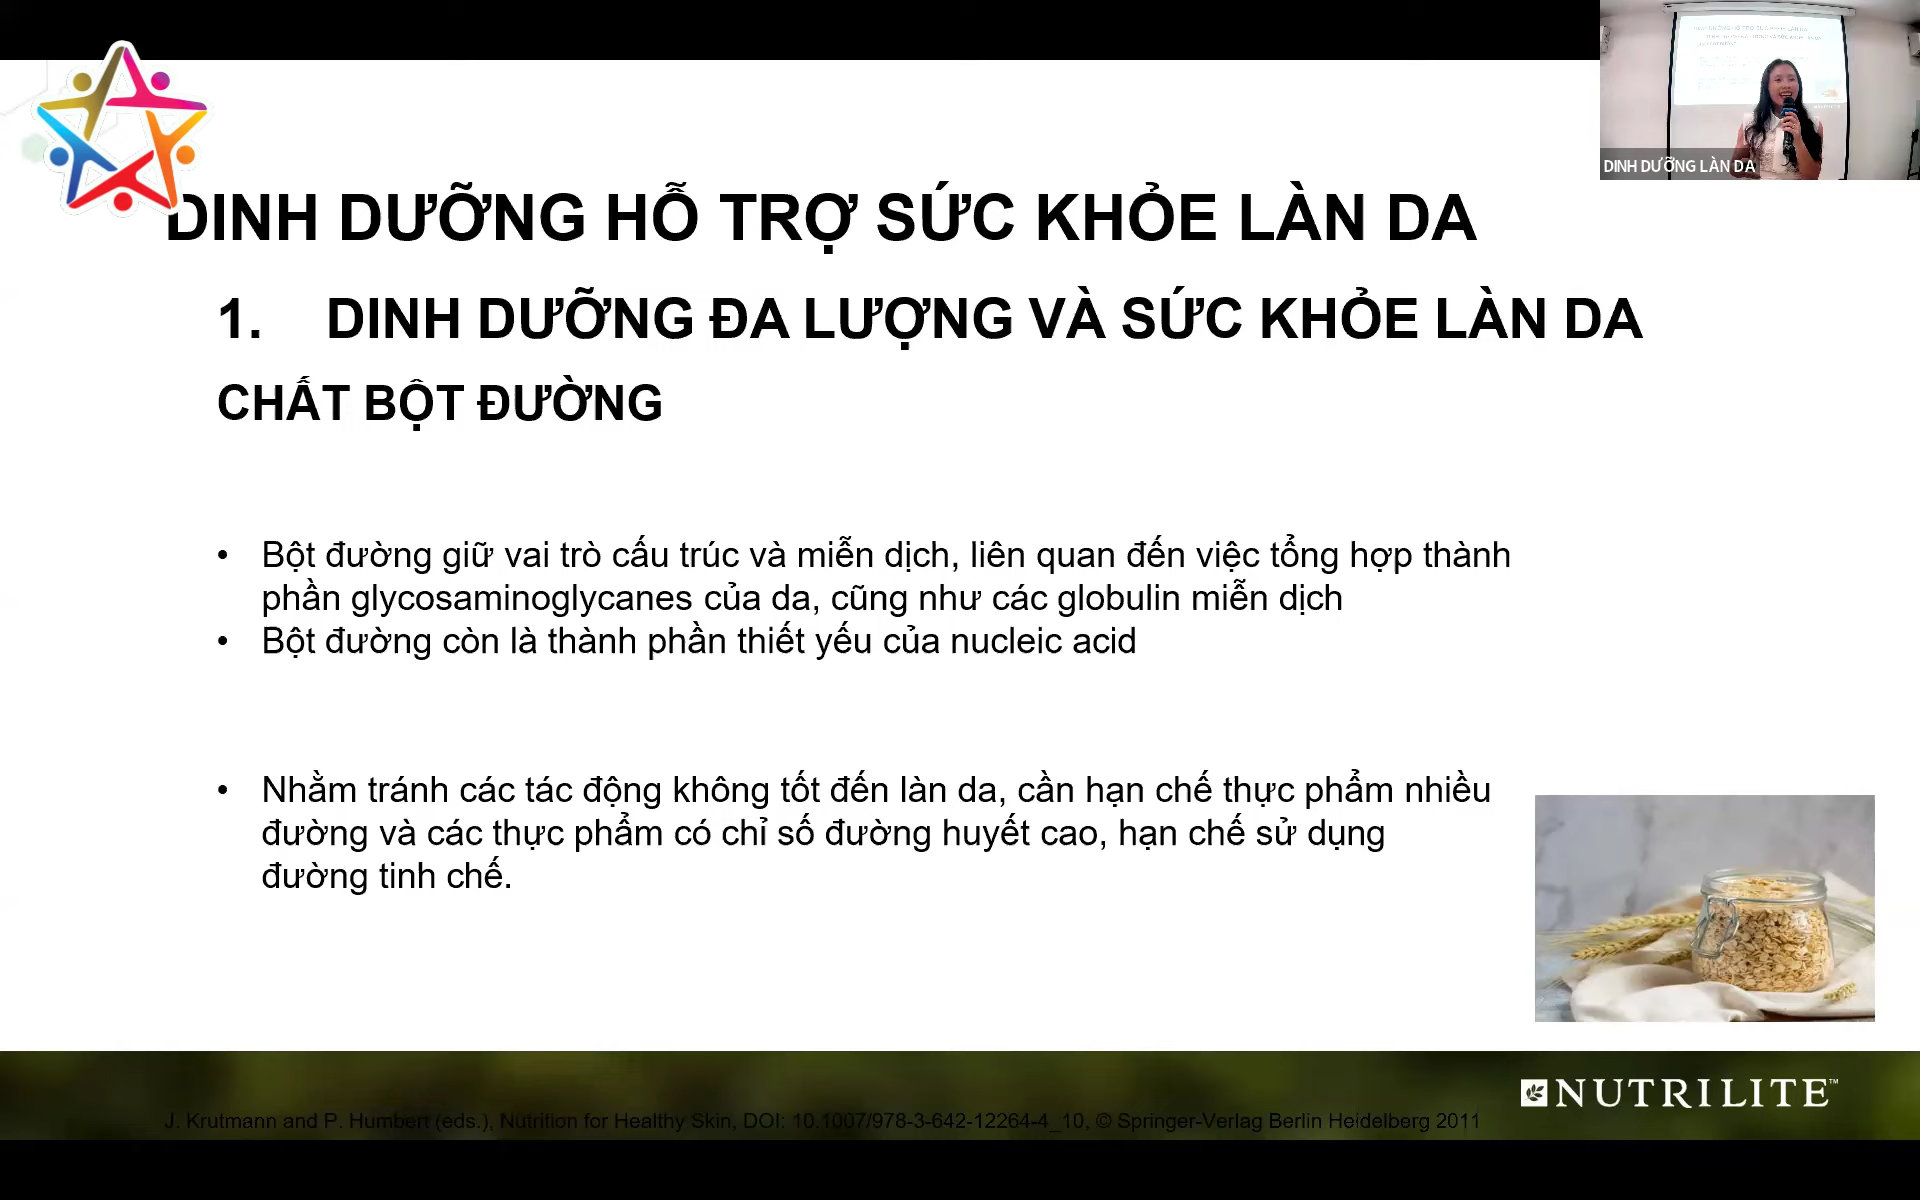 DINH DƯỠNG LÀN DA
DINH DƯỠNG HỖ TRỢ SỨC KHỎE LÀN DA
1. DINH DƯỠNG ĐA LƯỢNG VÀ SỨC KHỎE LÀN DA
CHẤT BỘT ĐƯỜNG
• Bột đường giữ vai trò cấu trúc và miễn dịch, liên quan đến việc tổng hợp thành
phần glycosaminoglycanes của da, cũng như các globulin miễn dịch
• Bột đường còn là thành phần thiết yếu của nucleic acid
• Nhằm tránh các tác động không tốt đến làn da, cần hạn chế thực phẩm nhiều
đường và các thực phẩm có chỉ số đường huyết cao, hạn chế sử dụng
đường tinh chế.
NUTRILITE™
J. Krutmann and P. Humbert (eds.), Nutrition for Healthy Skin, DOI: 10.1007/978-3-642-12264-4_10, © Springer-Verlag Berlin Heidelberg 2011